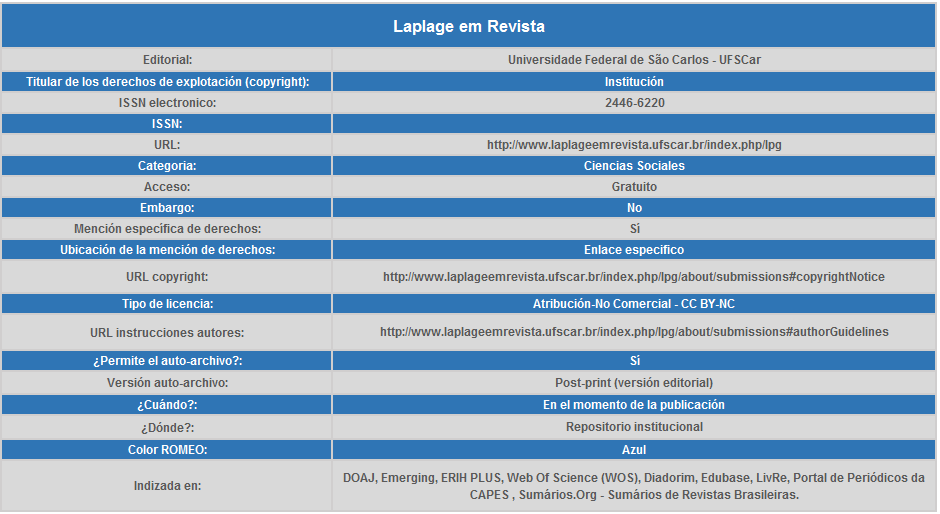 Laplage em Revista
Editorial: Universidade Federal de São Carlos - UFSCar
Titular de los derechos de explotación (copyright): Institución
ISSN electronico: 2446-6220
ISSN:
URL: http://www.laplageemrevista.ufscar.br/index.php/lpg
Categoria: Ciencias Sociales
Acceso: Gratuito
Embargo: No
Mención específica de derechos: Sí
Ubicación de la mención de derechos: Enlace especifico
URL copyright: http://www.laplageemrevista.ufscar.br/index.php/lpg/about/submissions#copyrightNotice
Tipo de licencia: Atribución-No Comercial - CC BY-NC
URL instrucciones autores: http://www.laplageemrevista.ufscar.br/index.php/lpg/about/submissions#authorGuidelines
¿Permite el auto-archivo?: Sí
Versión auto-archivo: Post-print (versión editorial)
¿Cuándo?: En el momento de la publicación
¿Dónde?: Repositorio institucional
Color ROMEO: Azul
Indizada en: DOAJ, Emerging, ERIH PLUS, Web Of Science (WOS), Diadorim, Edubase, LivRe, Portal de Periódicos da
CAPES , Sumários.Org - Sumários de Revistas Brasileiras.